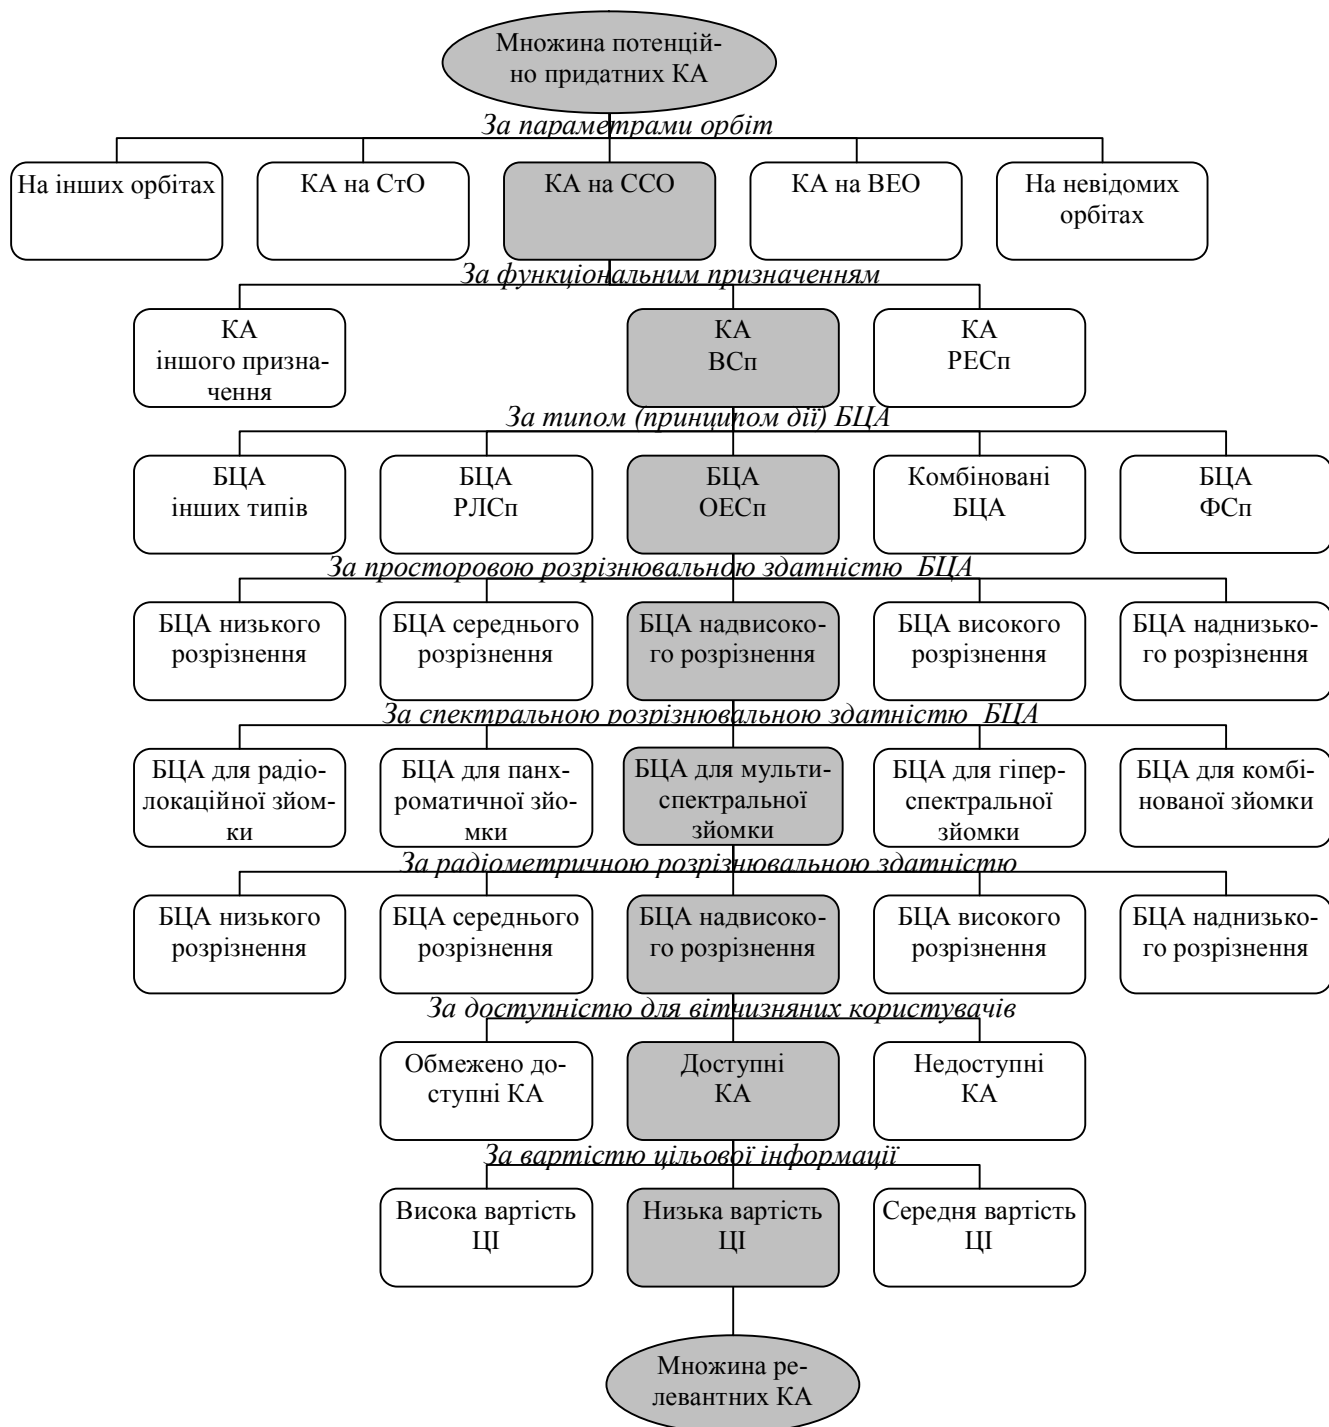 Множина потенцій-
но придатних КА
За параметрами орбіт
На інших орбітах
КА на СтО
КА на ССО
КА на ВЕО
На невідомих
орбітах
За функціональним призначенням
КА
іншого призна-
чення
КА
ВСп
КА
РЕСп
За типом (принципом дії) БЦА
БЦА
інших типів
БЦА
РЛСп
БЦА
ОЕСп
Комбіновані
БЦА
БЦА
ФСп
За просторовою розрізнювальною здатністю БЦА
БЦА низького
розрізнення
БЦА середнього
розрізнення
БЦА надвисоко-
го розрізнення
БЦА високого
розрізнення
БЦА наднизько-
го розрізнення
За спектральною розрізнювальною здатністю БЦА
БЦА для радіо-
локаційної зйом-
ки
БЦА для панх-
роматичної зйо-
мки
БЦА для мульти-
спектральної
зйомки
БЦА для гіпер-
спектральної
зйомки
БЦА для комбі-
нованої зйомки
За радіометричною розрізнювальною здатністю
БЦА низького
розрізнення
БЦА середнього
розрізнення
БЦА надвисоко-
го розрізнення
БЦА високого
розрізнення
БЦА наднизько-
го розрізнення
За доступністю для вітчизняних користувачів
Обмежено до-
ступні КА
Доступні
КА
Недоступні
КА
За вартістю цільової інформації
Висока вартість
ЦІ
Низька вартість
ЦІ
Середня вартість
ЦІ
Множина ре-
левантних КА